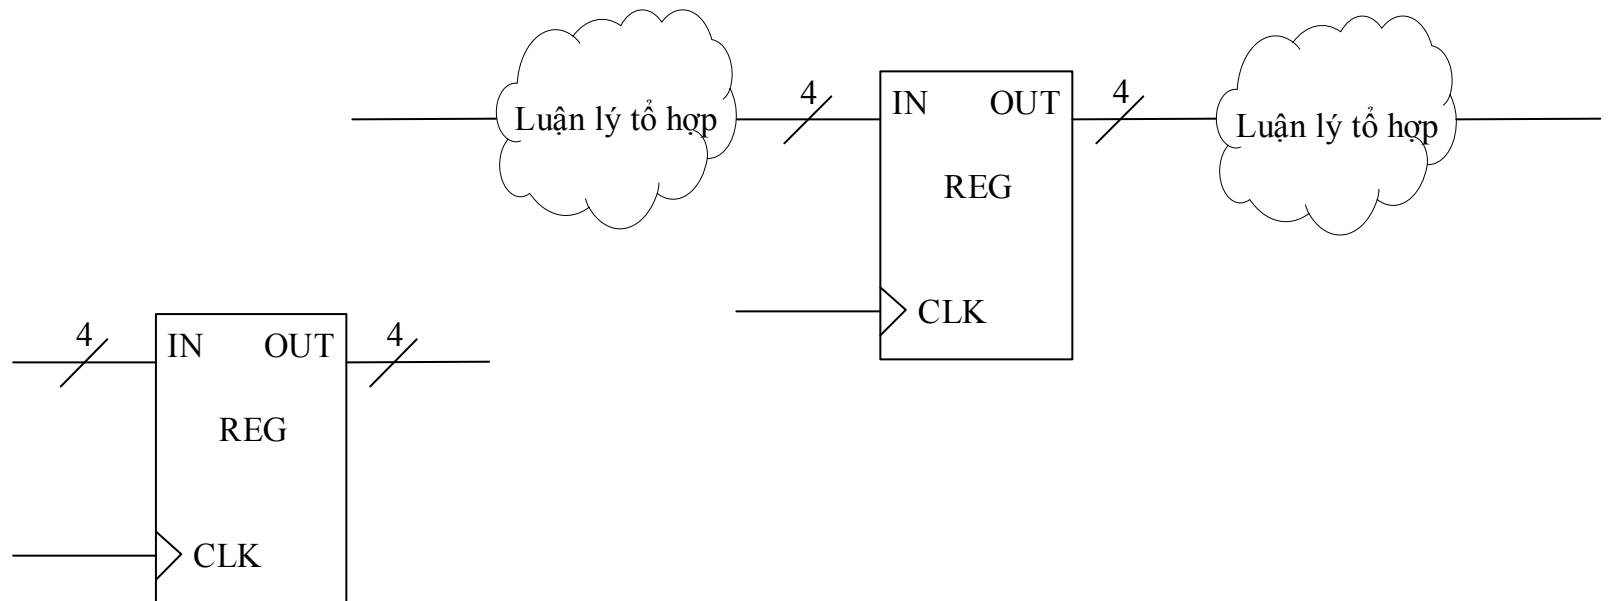 Luận lý tổ hợp
4
IN OUT
4
Luận lý tổ hợp
REG
CLK
4
IN OUT
4
REG
CLK